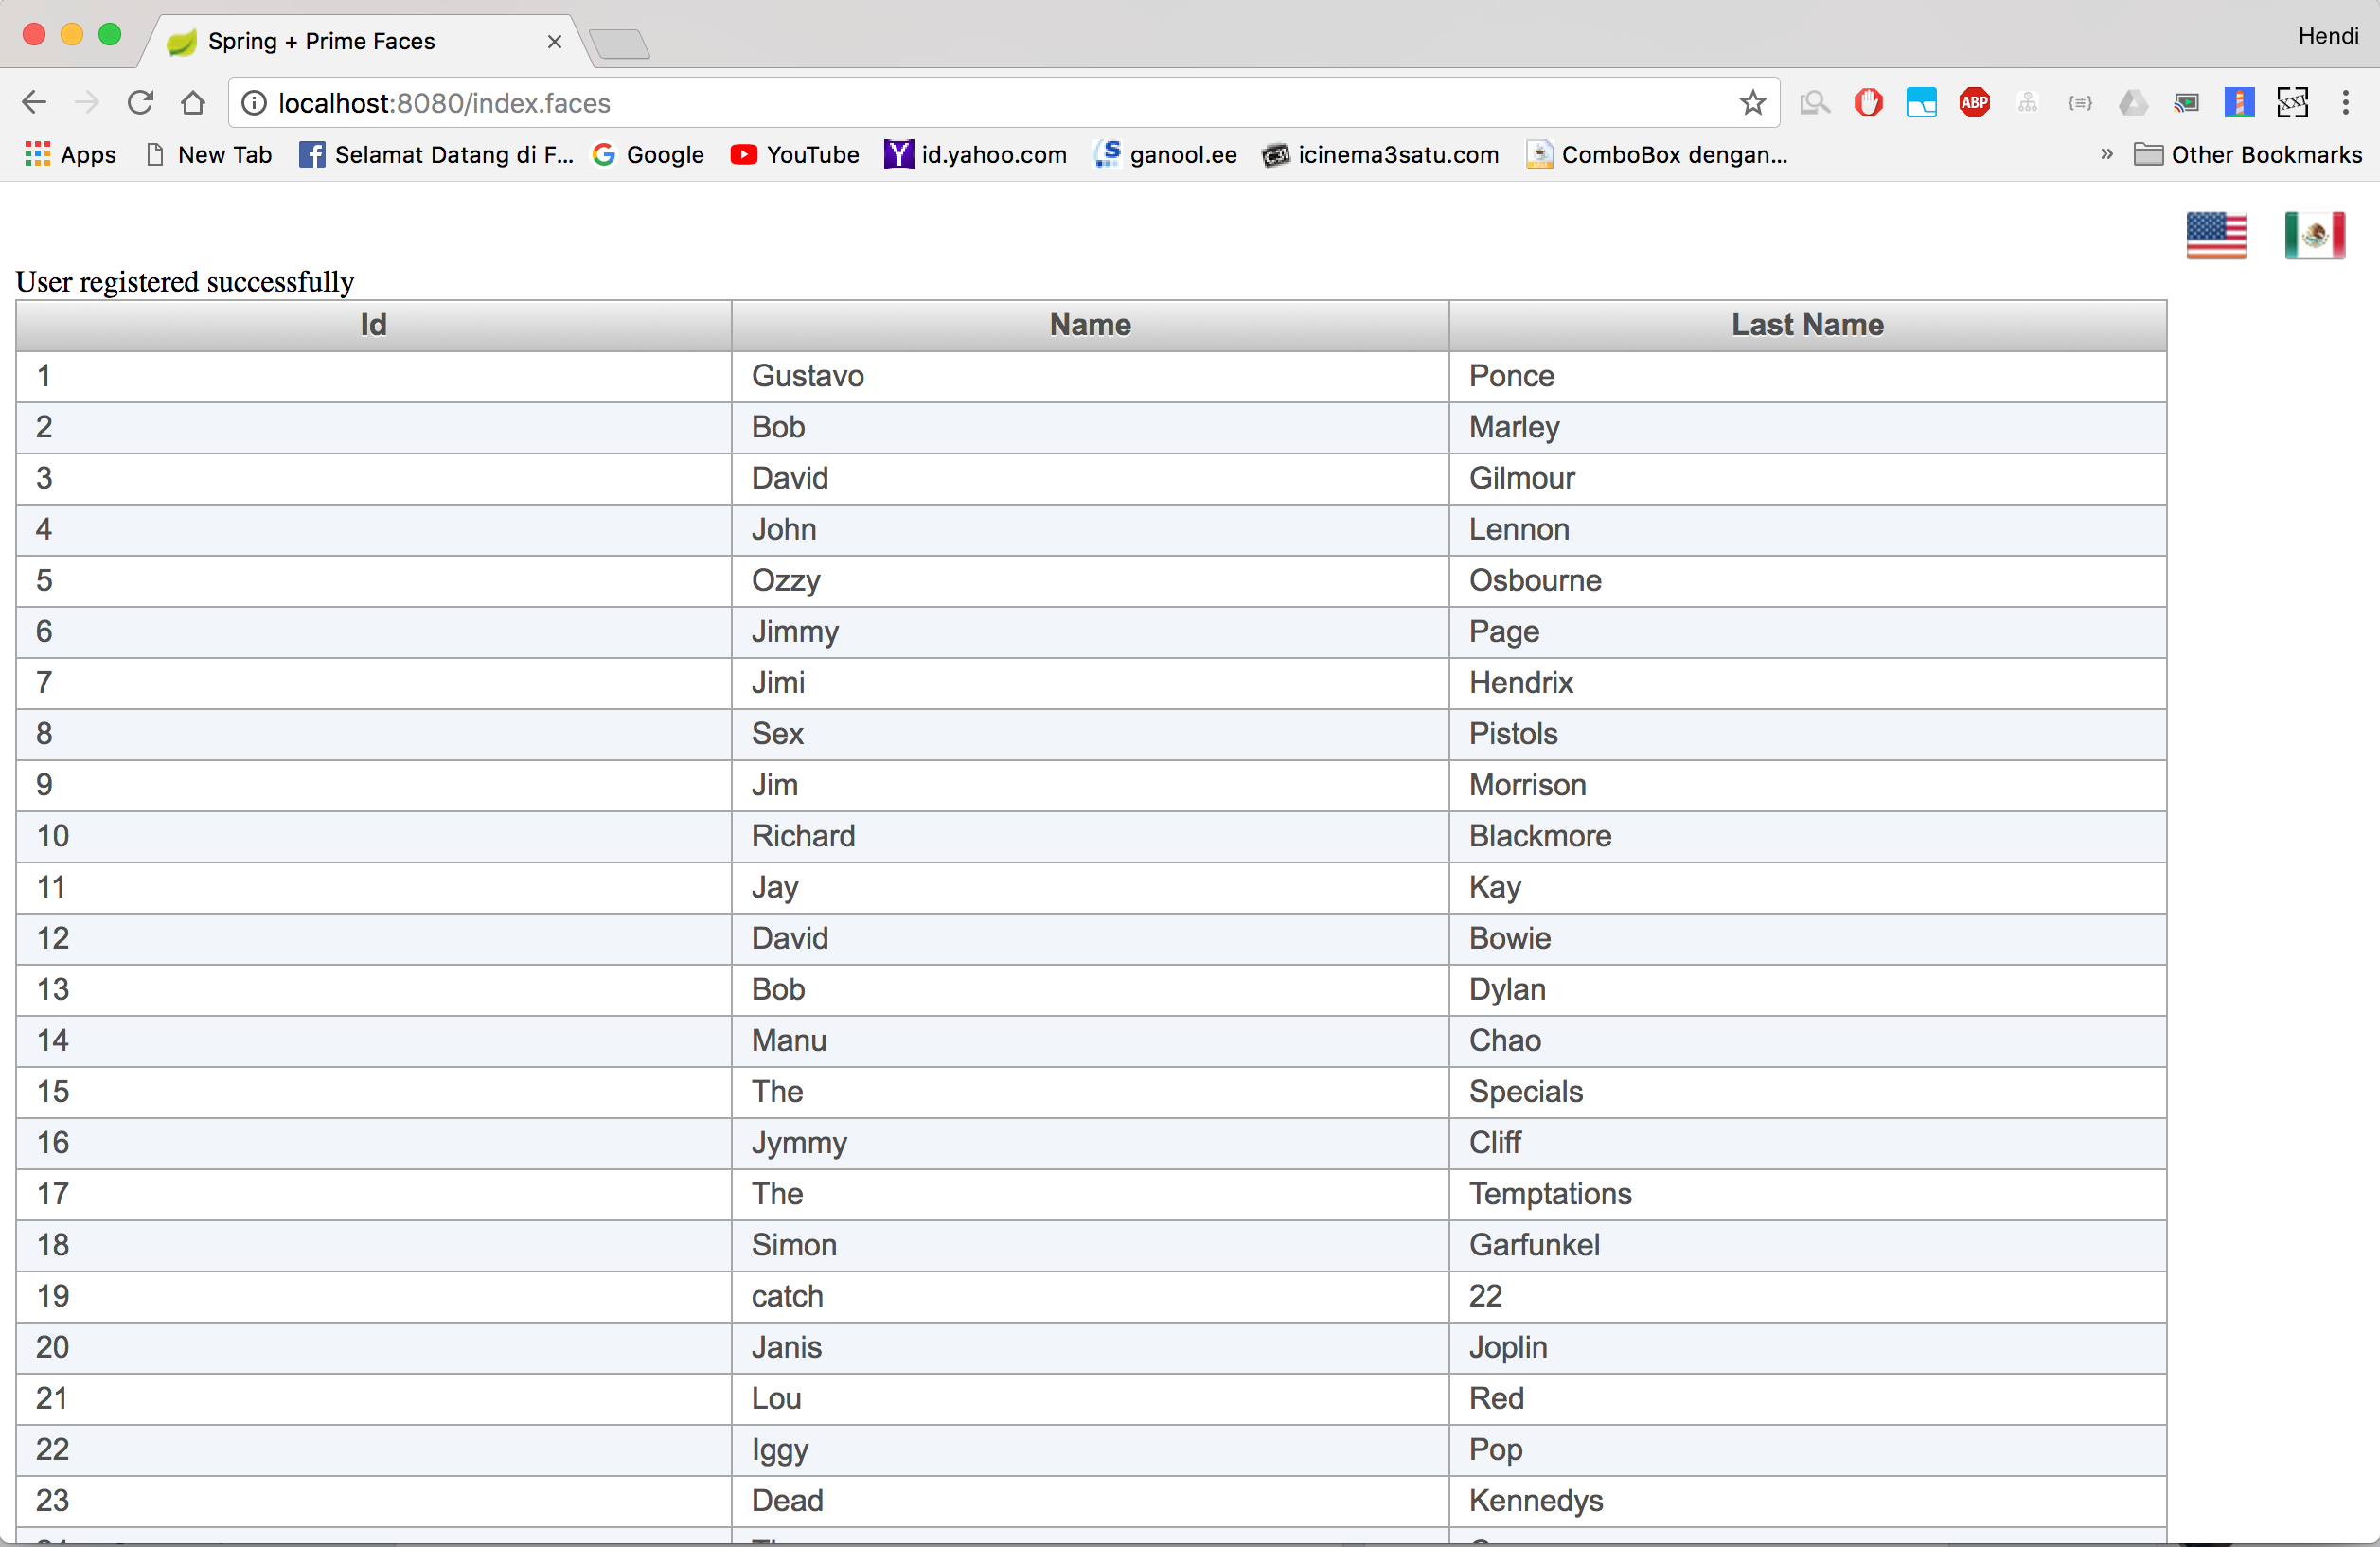 Spring + Prime Faces
Hendi
localhost:8080/index.faces
ABP
XXI
Apps New Tab Selamat Datang di F... Google YouTube id.yahoo.com ganool.ee icinema3satu.com ComboBox dengan... » Other Bookmarks
User registered successfully
Id Name Last Name
1 Gustavo Ponce
2 Bob Marley
3 David Gilmour
4 John Lennon
5 Ozzy Osbourne
6 Jimmy Page
7 Jimi Hendrix
8 Sex Pistols
9 Jim Morrison
10 Richard Blackmore
11 Jay Kay
12 David Bowie
13 Bob Dylan
14 Manu Chao
15 The Specials
16 Jymmy Cliff
17 The Temptations
18 Simon Garfunkel
19 catch 22
20 Janis Joplin
21 Lou Red
22 Iggy Pop
23 Dead Kennedys